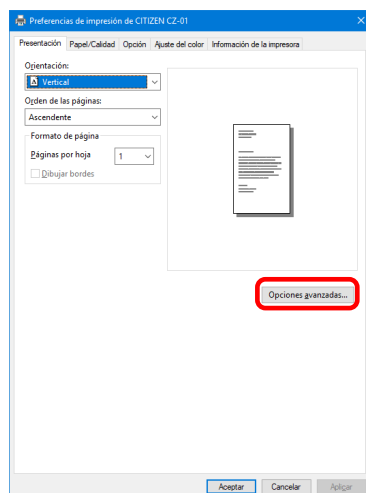 Preferencias de impresión de CITIZEN CZ-01
Presentación Papel/Calidad Opción Ajuste del color Información de la impresora
Orientación:
A Vertical
Orden de las páginas:
Ascendente
Formato de página
Páginas por hoja 1
Dibujar bordes
Opciones avanzadas...
Aceptar Cancelar Aplicar